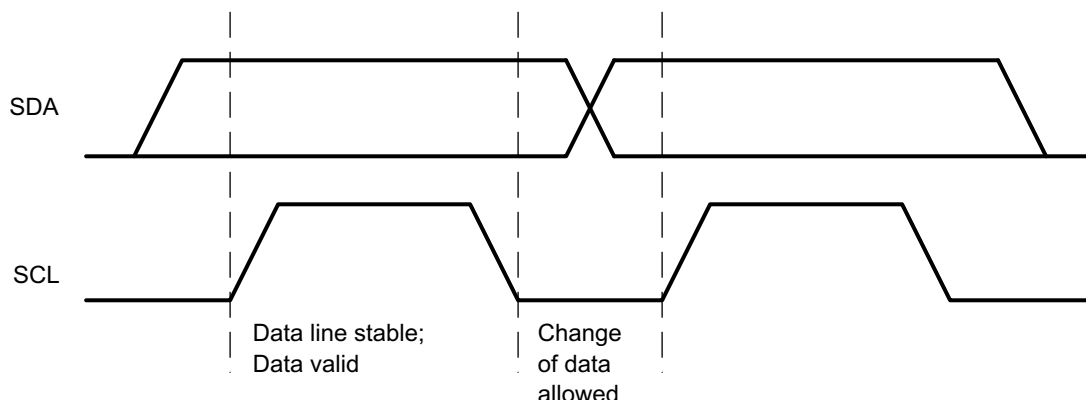 SDA
SCL
Data line stable;
Data valid
Change
of data
allowed